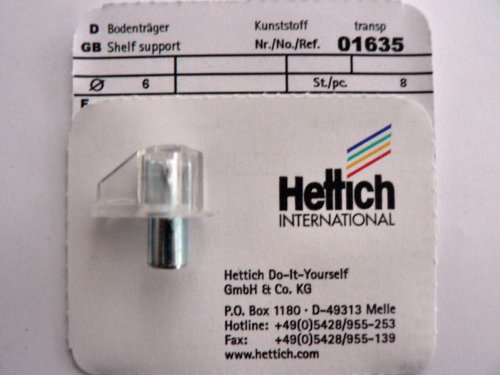 D Bodenträger Kunststoff transp
GB Shelf support Nr./No./Ref. 01635
Ø 6 St./pc. 8
Hettich
INTERNATIONAL
Hettich Do-It-Yourself
GmbH & Co. KG
P.O. Box 1180 · D-49313 Melle
Hotline: +49(0)5428/955-253
Fax: +49(0)5428/955-139
www.hettich.com